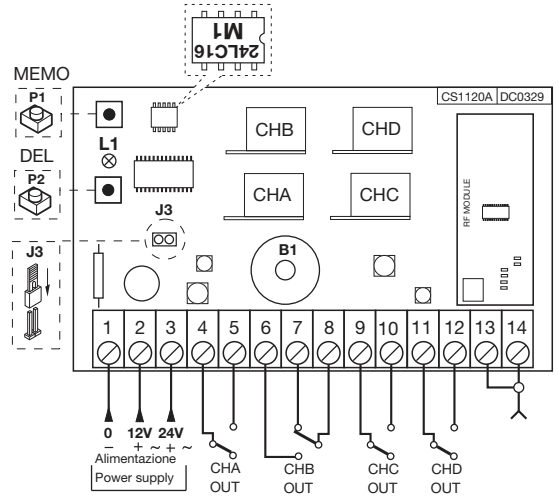 24LC16
M1
MEMO
P1
CS1120A DC0329
CHB CHD
L1
DEL
P2
CHA CHC
RF MODULE
J3
J3
B1
1 2 3 4 5 6 7 8 9 10 11 12 13 14
0 12V 24V
− + ~ + ~
Alimentazione
Power supply
CHA
OUT
CHB
OUT
CHC
OUT
CHD
OUT